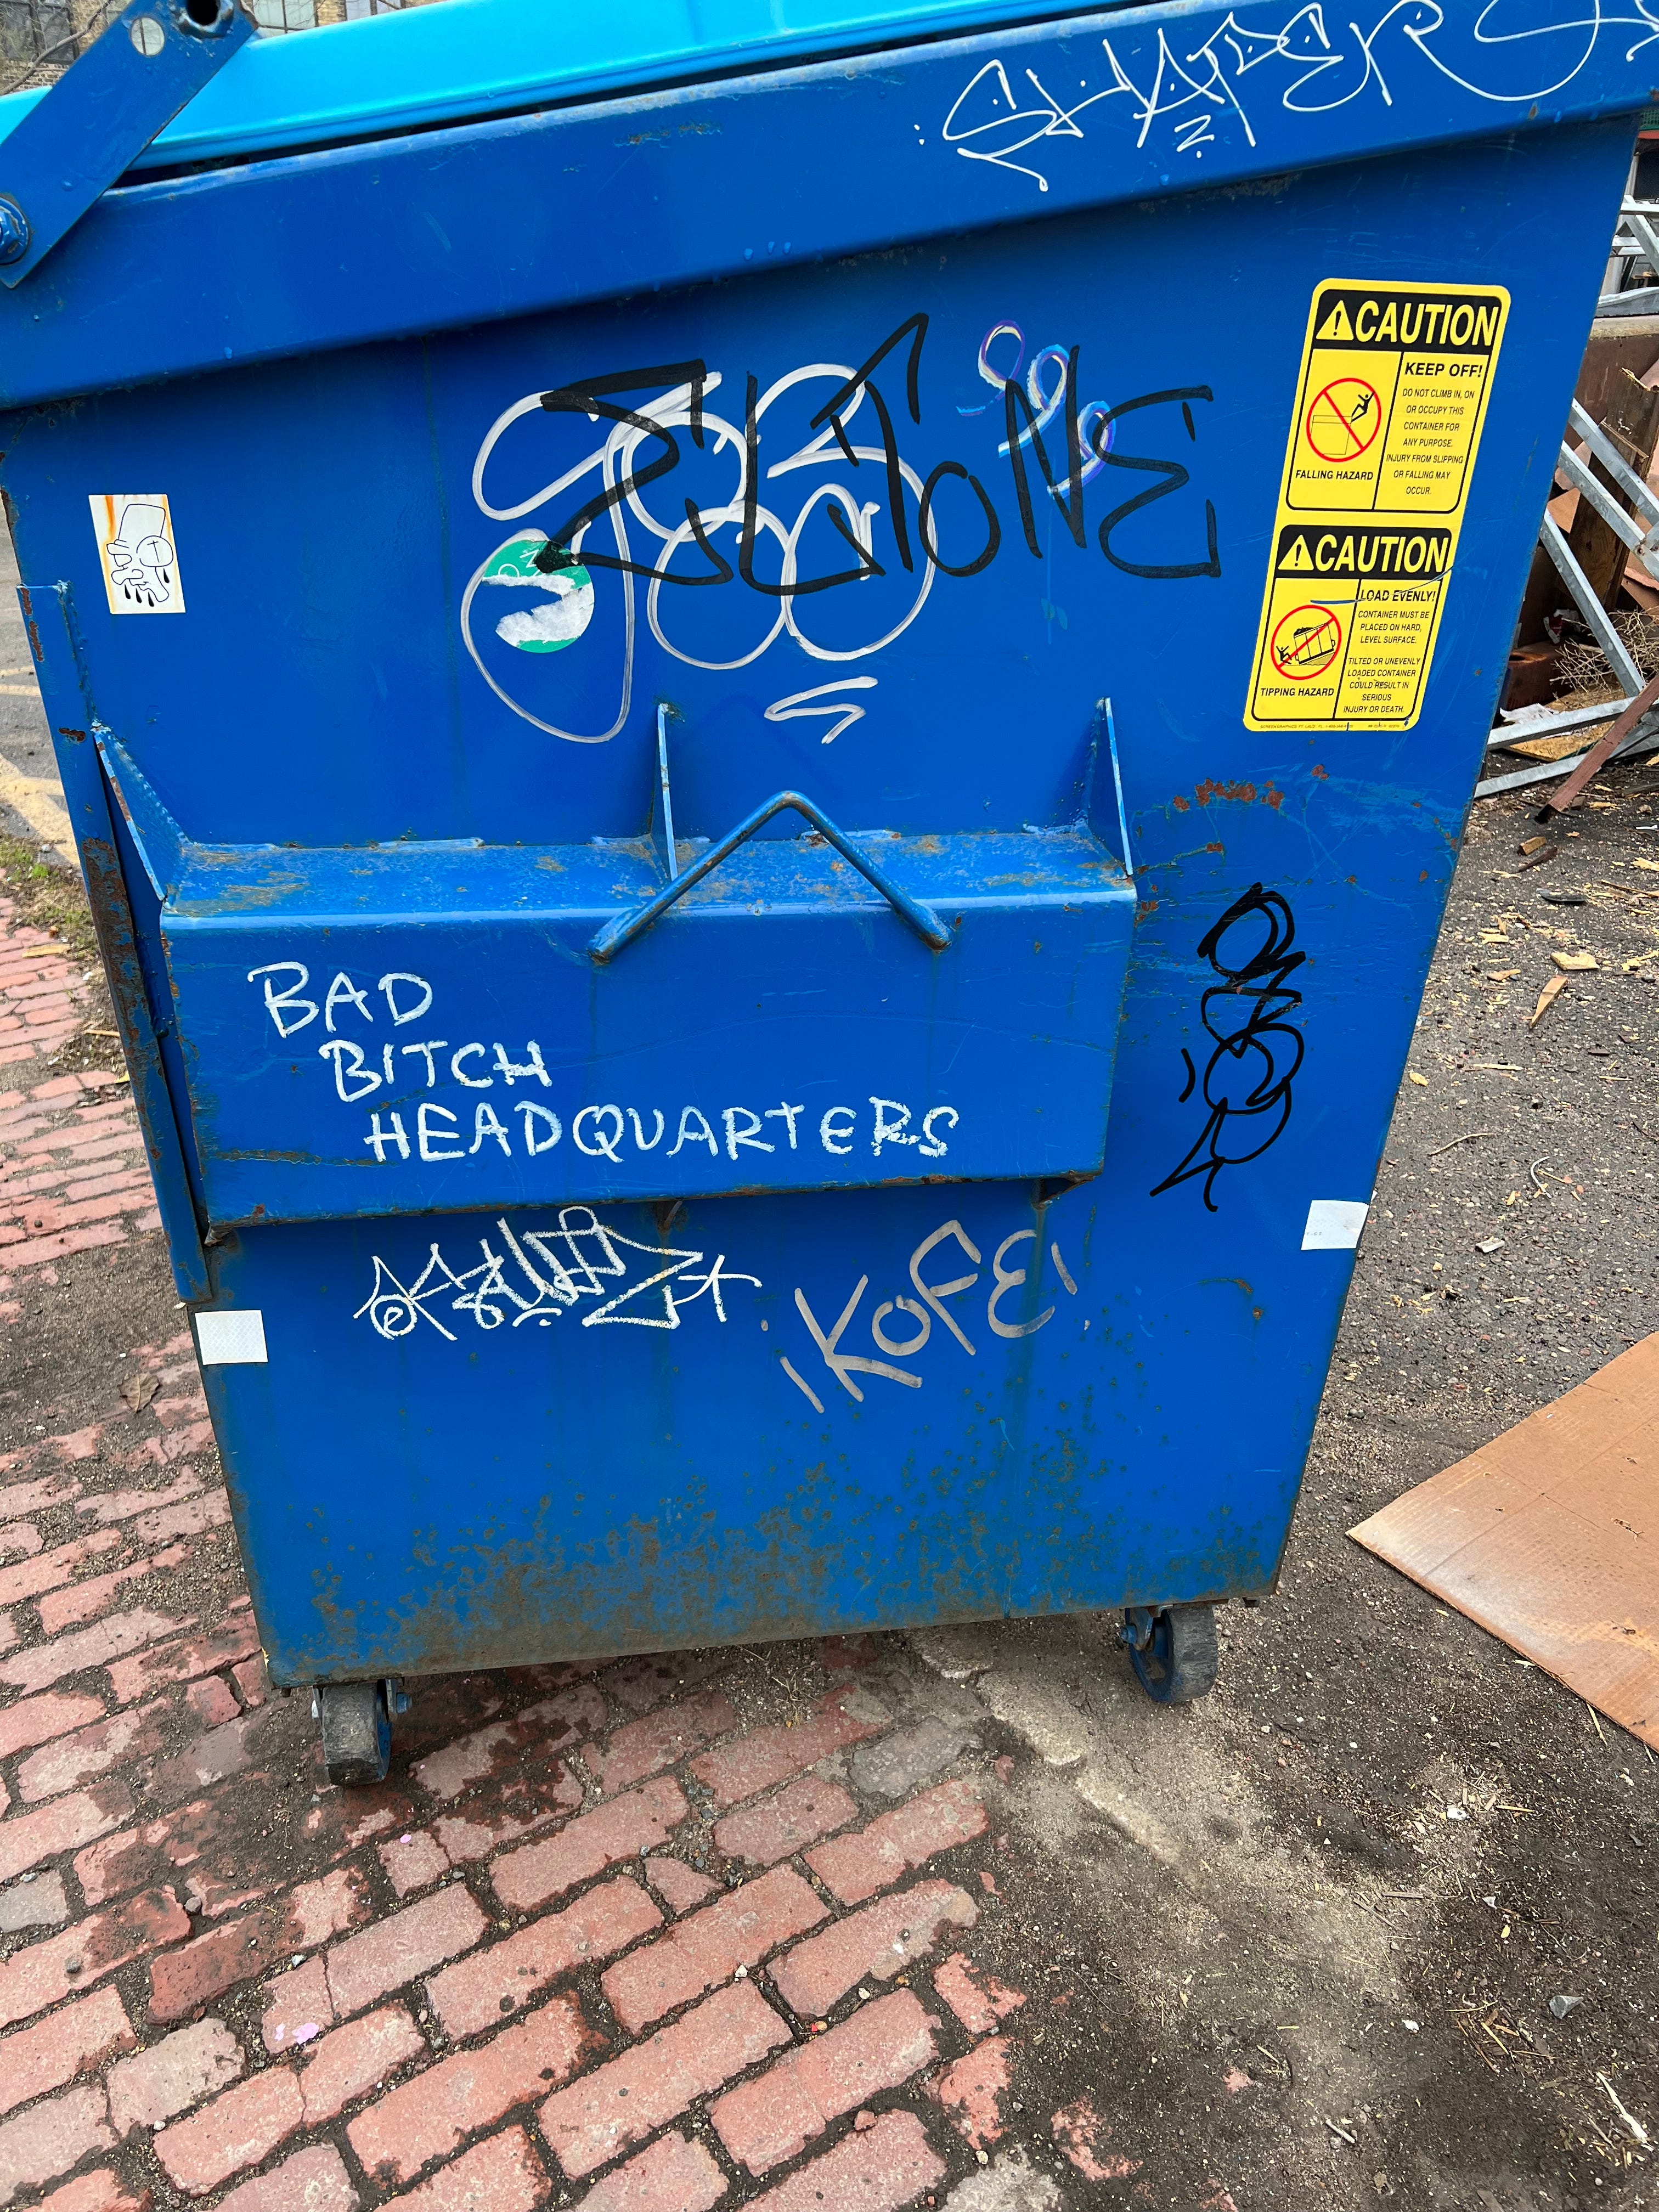 SHAPER
ELTONE
CAUTION
KEEP OFF!
DO NOT CLIMB IN, ON
OR OCCUPY THIS
CONTAINER FOR
ANY PURPOSE.
INJURY FROM SLIPPING
OR FALLING MAY
OCCUR.
FALLING HAZARD
CAUTION
LOAD EVENLY!
CONTAINER MUST BE
PLACED ON HARD,
LEVEL SURFACE.
TILTED OR UNEVENLY
LOADED CONTAINER
COULD RESULT IN
SERIOUS
INJURY OR DEATH.
TIPPING HAZARD
BAD
BITCH
HEADQUARTERS
KOFE